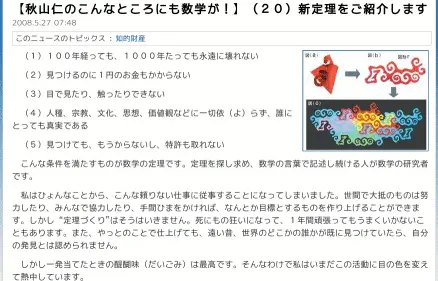 【秋山仁のこんなところにも数学が！】（２０）新定理をご紹介します
2008.5.27 07:48
このニュースのトピックス：知的財産
（１）１００年経っても、１０００年たっても永遠に壊れない
（２）見つけるのに１円のお金もかからない
（３）目で見たり、触ったりできない
（４）人種、宗教、文化、思想、価値観などに一切依（よ）らず、誰に
とっても真実である
（５）見つけても、もうからないし、特許も取れない
こんな条件を満たすものが数学の定理です。定理を探し求め、数学の言葉で記述し続ける人が数学の研究者
です。
私はひょんなことから、こんな頼りない仕事に従事することになってしまいました。世間で大抵のものは努
力したり、みんなで協力したり、手間ひまをかければ、なんとか目標とするものを作り上げることができま
す。しかし“定理づくり”はそうはいきません。死にもの狂いになって、１年間頑張ってもうまくいかないこ
ともあります。また、やっとのことで仕上げても、遠い昔、世界のどこかの誰かが既に見つけていたら、自分
の発見とは認められません。
しかし一発当てたときの醍醐味（だいごみ）は最高です。そんなわけで私はいまだこの活動に目の色を変え
て熱中しています。